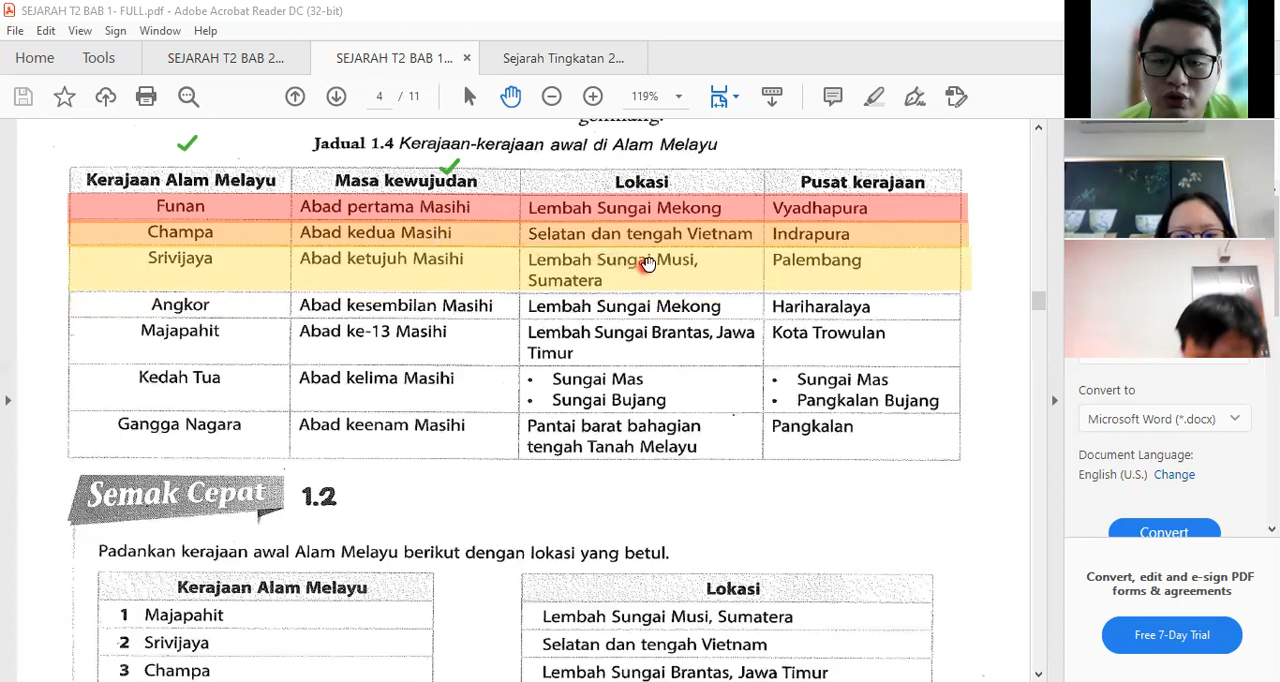 SEJARAH T2 BAB 1- FULL.pdf - Adobe Acrobat Reader DC (32-bit)
File Edit View Sign Window Help
Home Tools SEJARAH T2 BAB 2... SEJARAH T2 BAB 1... × Sejarah Tingkatan 2...
4 / 11 119%
gemilang.
Jadual 1.4 Kerajaan-kerajaan awal di Alam Melayu
Kerajaan Alam Melayu Masa kewujudan Lokasi Pusat kerajaan
Funan Abad pertama Masihi Lembah Sungai Mekong Vyadhapura
Champa Abad kedua Masihi Selatan dan tengah Vietnam Indrapura
Srivijaya Abad ketujuh Masihi Lembah Sungai Musi, Palembang
Sumatera
Angkor Abad kesembilan Masihi Lembah Sungai Mekong Hariharalaya
Majapahit Abad ke-13 Masihi Lembah Sungai Brantas, Jawa Kota Trowulan
Timur
Kedah Tua Abad kelima Masihi • Sungai Mas • Sungai Mas
• Sungai Bujang • Pangkalan Bujang
Gangga Nagara Abad keenam Masihi Pantai barat bahagian Pangkalan
tengah Tanah Melayu
Semak Cepat 1.2
Padankan kerajaan awal Alam Melayu berikut dengan lokasi yang betul.
Kerajaan Alam Melayu Lokasi
1 Majapahit Lembah Sungai Musi, Sumatera
2 Srivijaya Selatan dan tengah Vietnam
3 Champa Lembah Sungai Brantas, Jawa Timur
Convert to
Microsoft Word (*.docx)
Document Language:
English (U.S.) Change
Convert
Convert, edit and e-sign PDF
forms & agreements
Free 7-Day Trial